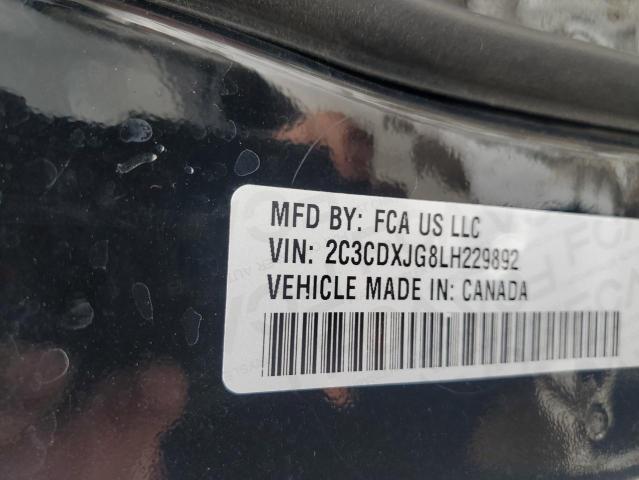 MFD BY: FCA US LLC
VIN: 2C3CDXJG8LH229892
VEHICLE MADE IN: CANADA